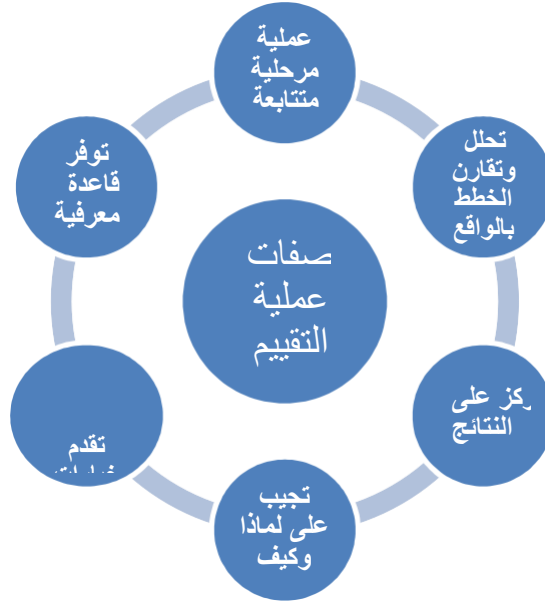 عملية
مرحلية
متتابعة
تحلل
وتقارن
الخطط
بالواقع
ركز على
النتائج
تجيب
على لماذا
وكيف
تقدم
توفر
قاعدة
معرفية
صفات
عملية
التقييم